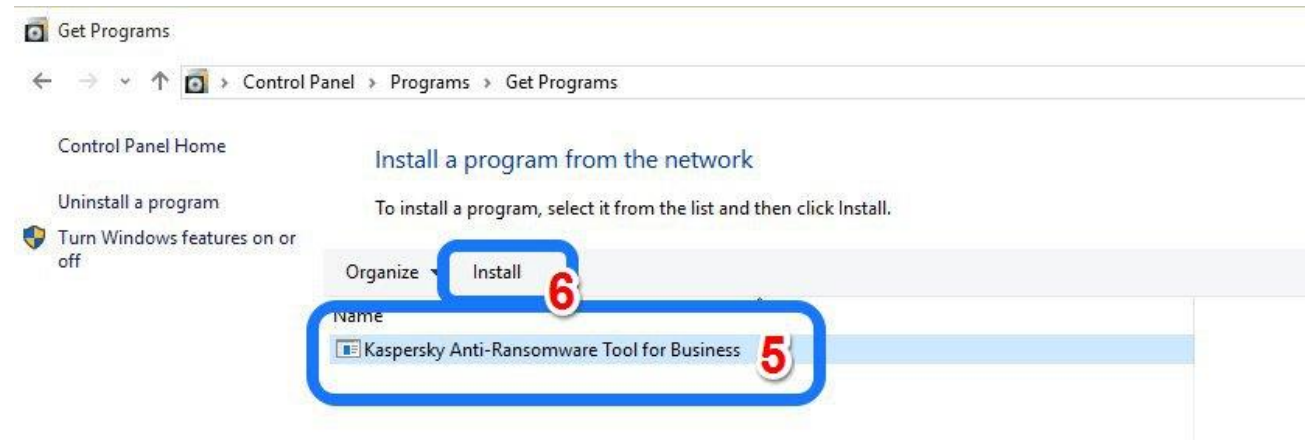 Get Programs
Control Panel > Programs > Get Programs
Control Panel Home
Install a program from the network
Uninstall a program
To install a program, select it from the list and then click Install.
Turn Windows features on or
off
Organize Install
6
Name
Kaspersky Anti-Ransomware Tool for Business 5